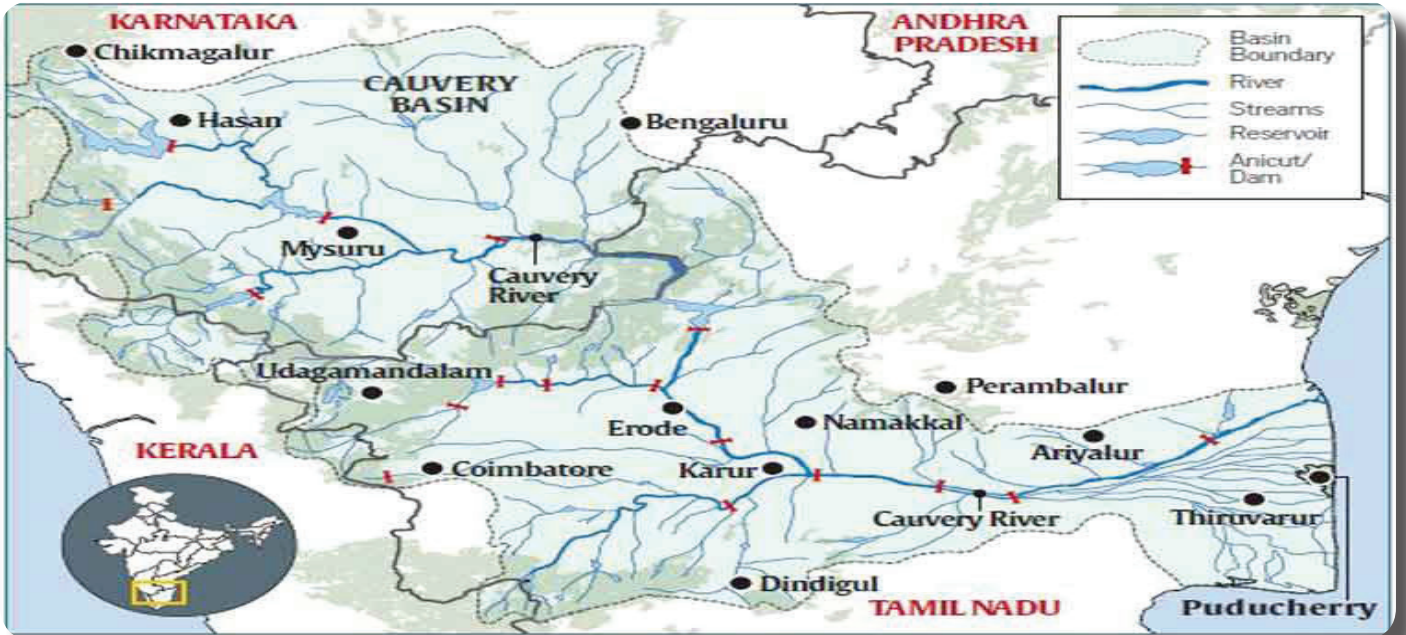 KARNATAKA
Chikmagalur
CAUVERY
BASIN
Hasan
Bengaluru
ANDHRA
PRADESH
Basin
Boundary
River
Streams
Reservoir
Anicut/
Dam
Mysuru
Cauvery
River
Udagamandalam
Perambalur
Erode
Namakkal
Ariyalur
KERALA
Coimbatore
Karur
Cauvery River
Thiruvarur
Dindigul
TAMIL NADU
Puducherry